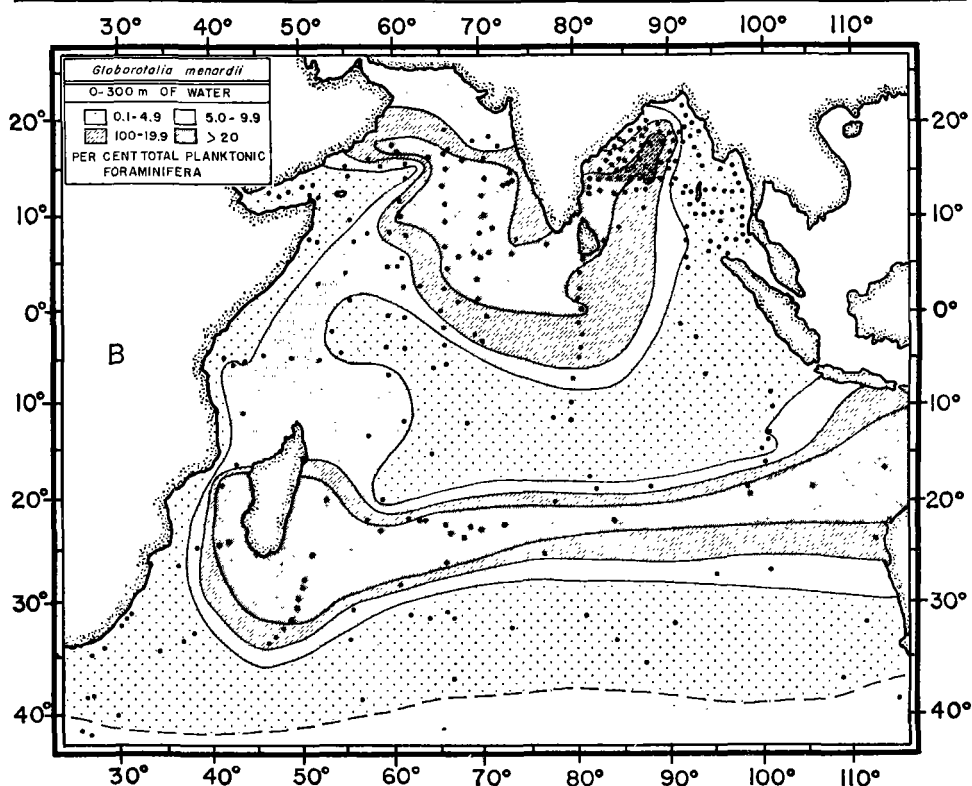 30° 40° 50° 60° 70° 80° 90° 100° 110°
Globorotalia menardii
0-300 m OF WATER
0.1-4.9 5.0-9.9
100-19.9 >20
PER CENT TOTAL PLANKTONIC
FORAMINIFERA
20° 20°
10° 10°
0° 0°
B
10° 10°
20° 20°
30° 30°
40° 40°
30° 40° 50° 60° 70° 80° 90° 100° 110°